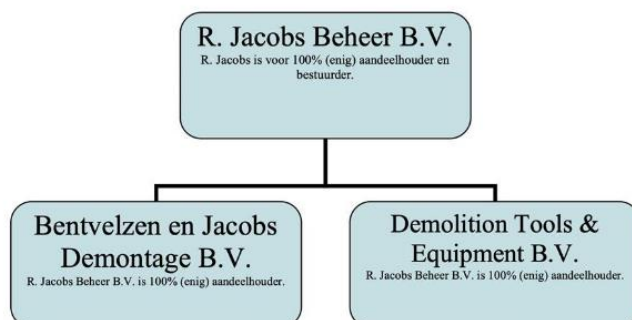 R. Jacobs Beheer B.V.
R. Jacobs is voor 100% (enig) aandeelhouder en
bestuurder.
Bentvelzen en Jacobs
Demontage B.V.
R. Jacobs Beheer B.V. is 100% (enig) aandeelhouder.
Demolition Tools &
Equipment B.V.
R. Jacobs Beheer B.V. is 100% (enig) aandeelhouder.